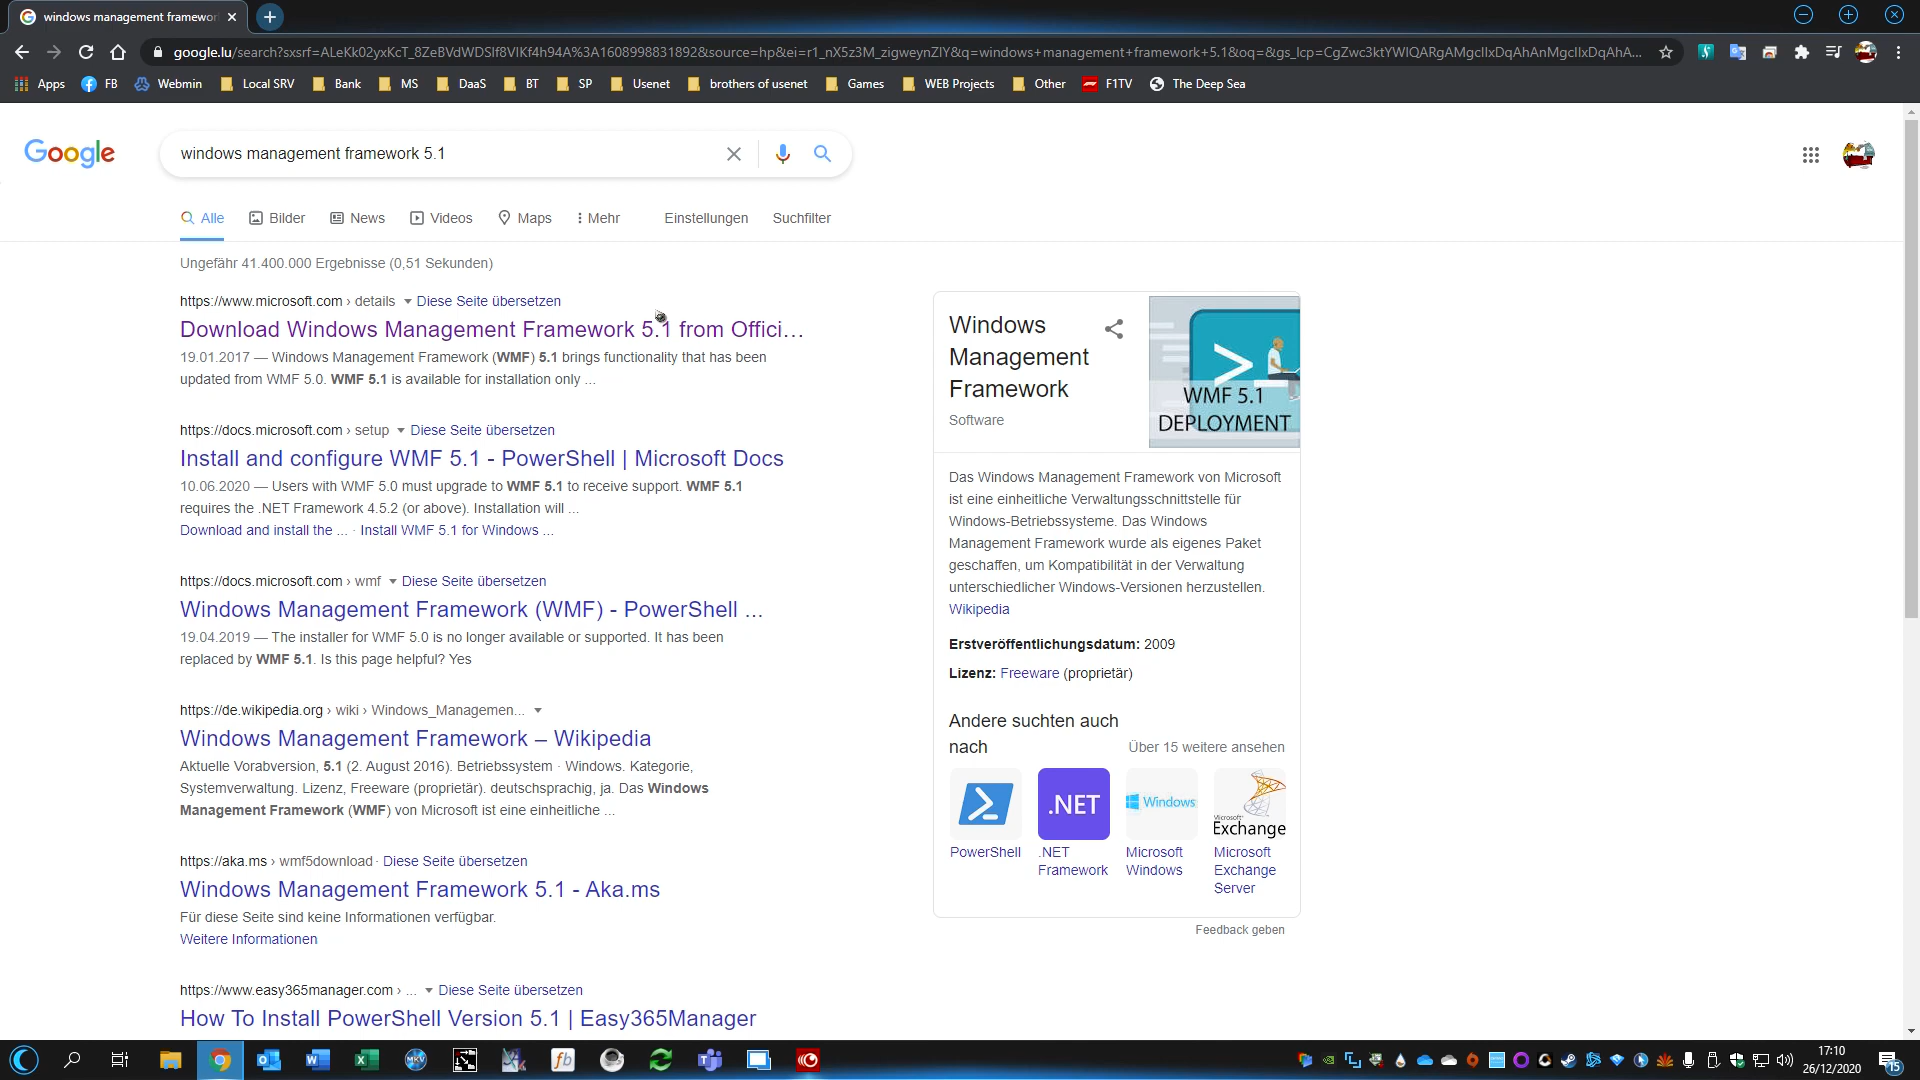 windows management framewor
google.lu/search?sxsrf=ALeKk02yxKcT_8ZeBVdWDSIf8VIKf4h94A%3A1608998831892&source=hp&ei=r1_nX5z3M_zigweynZIY&q=windows+management+framework+5.1&oq=&gs_lcp=CgZwc3ktYWIQARgAMgcIIxDqAhAnMgcIIxDqAhA...
Apps FB Webmin Local SRV Bank MS DaaS BT SP Usenet brothers of usenet Games WEB Projects Other F1TV The Deep Sea
Google
windows management framework 5.1
Alle Bilder News Videos Maps Mehr Einstellungen Suchfilter
Ungefähr 41.400.000 Ergebnisse (0,51 Sekunden)
https://www.microsoft.com › details Diese Seite übersetzen
Download Windows Management Framework 5.1 from Offici...
19.01.2017 — Windows Management Framework (WMF) 5.1 brings functionality that has been
updated from WMF 5.0. WMF 5.1 is available for installation only ...
https://docs.microsoft.com › setup Diese Seite übersetzen
Install and configure WMF 5.1 - PowerShell | Microsoft Docs
10.06.2020 — Users with WMF 5.0 must upgrade to WMF 5.1 to receive support. WMF 5.1
requires the .NET Framework 4.5.2 (or above). Installation will ...
Download and install the ... · Install WMF 5.1 for Windows ...
https://docs.microsoft.com › wmf Diese Seite übersetzen
Windows Management Framework (WMF) - PowerShell ...
19.04.2019 — The installer for WMF 5.0 is no longer available or supported. It has been
replaced by WMF 5.1. Is this page helpful? Yes
https://de.wikipedia.org › wiki › Windows_Managemen...
Windows Management Framework – Wikipedia
Aktuelle Vorabversion, 5.1 (2. August 2016). Betriebssystem · Windows. Kategorie,
Systemverwaltung. Lizenz, Freeware (proprietär). deutschsprachig, ja. Das Windows
Management Framework (WMF) von Microsoft ist eine einheitliche ...
https://aka.ms › wmf5download · Diese Seite übersetzen
Windows Management Framework 5.1 - Aka.ms
Für diese Seite sind keine Informationen verfügbar.
Weitere Informationen
https://www.easy365manager.com › ... Diese Seite übersetzen
How To Install PowerShell Version 5.1 | Easy365Manager
Windows
Management
Framework
Software
WMF 5.1
DEPLOYMENT
Das Windows Management Framework von Microsoft
ist eine einheitliche Verwaltungsschnittstelle für
Windows-Betriebssysteme. Das Windows
Management Framework wurde als eigenes Paket
geschaffen, um Kompatibilität in der Verwaltung
unterschiedlicher Windows-Versionen herzustellen.
Wikipedia
Erstveröffentlichungsdatum: 2009
Lizenz: Freeware (proprietär)
Andere suchten auch
nach
Über 15 weitere ansehen
.NET
Windows
Microsoft
Exchange
PowerShell
.NET
Framework
Microsoft
Windows
Microsoft
Exchange
Server
Feedback geben
17:10
26/12/2020
15